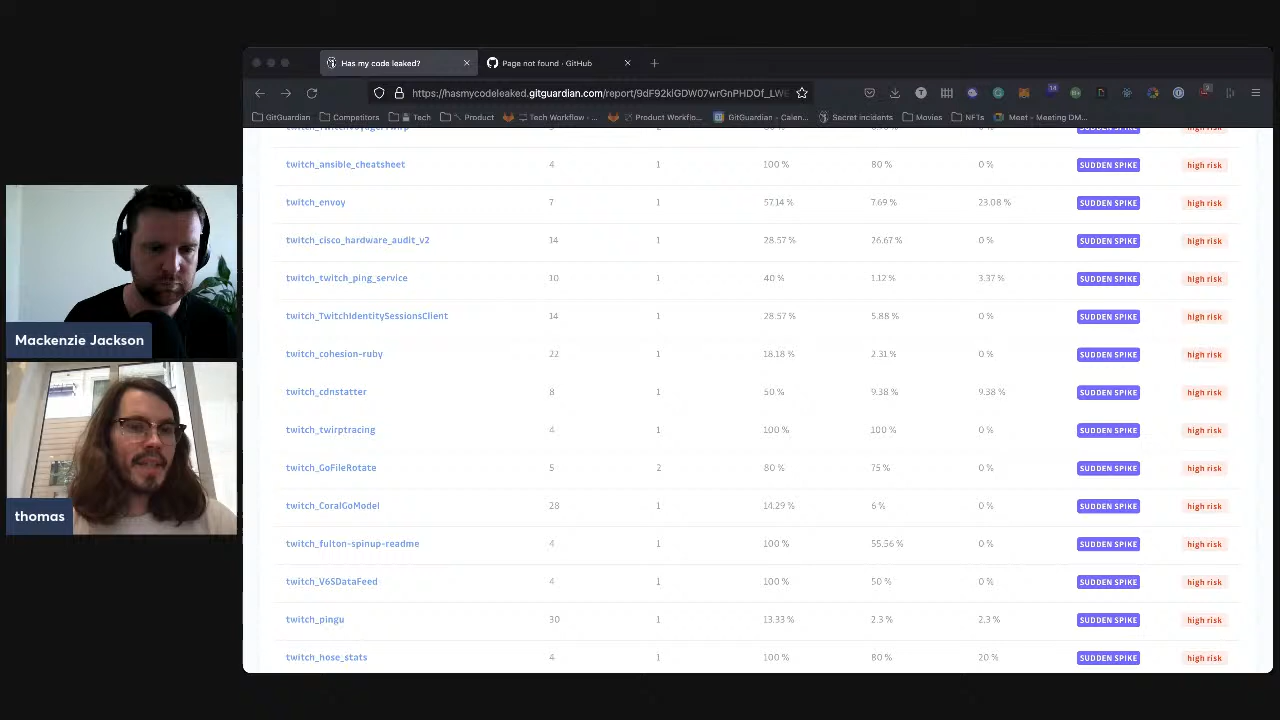 Has my code leaked?
Page not found · GitHub
https://hasmycodeleaked.gitguardian.com/report/9dF92klGDW07wrGnPHDOf_LWE
GitGuardian
Competitors
Tech
Product
Tech Workflow - ...
Product Workflow...
GitGuardian - Calen...
Secret incidents
Movies
NFTs
Meet - Meeting DM...
twitch_ansible_cheatsheet 4 1 100 % 80 % 0 % SUDDEN SPIKE high risk
twitch_envoy 7 1 57.14 % 7.69 % 23.08 % SUDDEN SPIKE high risk
twitch_cisco_hardware_audit_v2 14 1 28.57 % 26.67 % 0 % SUDDEN SPIKE high risk
twitch_twitch_ping_service 10 1 40 % 1.12 % 3.37 % SUDDEN SPIKE high risk
twitch_TwitchIdentitySessionsClient 14 1 28.57 % 5.88 % 0 % SUDDEN SPIKE high risk
twitch_cohesion-ruby 22 1 18.18 % 2.31 % 0 % SUDDEN SPIKE high risk
twitch_cdnstatter 8 1 50 % 9.38 % 9.38 % SUDDEN SPIKE high risk
twitch_twirptracing 4 1 100 % 100 % 0 % SUDDEN SPIKE high risk
twitch_GoFileRotate 5 2 80 % 75 % 0 % SUDDEN SPIKE high risk
twitch_CoralGoModel 28 1 14.29 % 6 % 0 % SUDDEN SPIKE high risk
twitch_fulton-spinup-readme 4 1 100 % 55.56 % 0 % SUDDEN SPIKE high risk
twitch_V6SDataFeed 4 1 100 % 50 % 0 % SUDDEN SPIKE high risk
twitch_pingu 30 1 13.33 % 2.3 % 2.3 % SUDDEN SPIKE high risk
twitch_hose_stats 4 1 100 % 80 % 20 % SUDDEN SPIKE high risk
Mackenzie Jackson
thomas